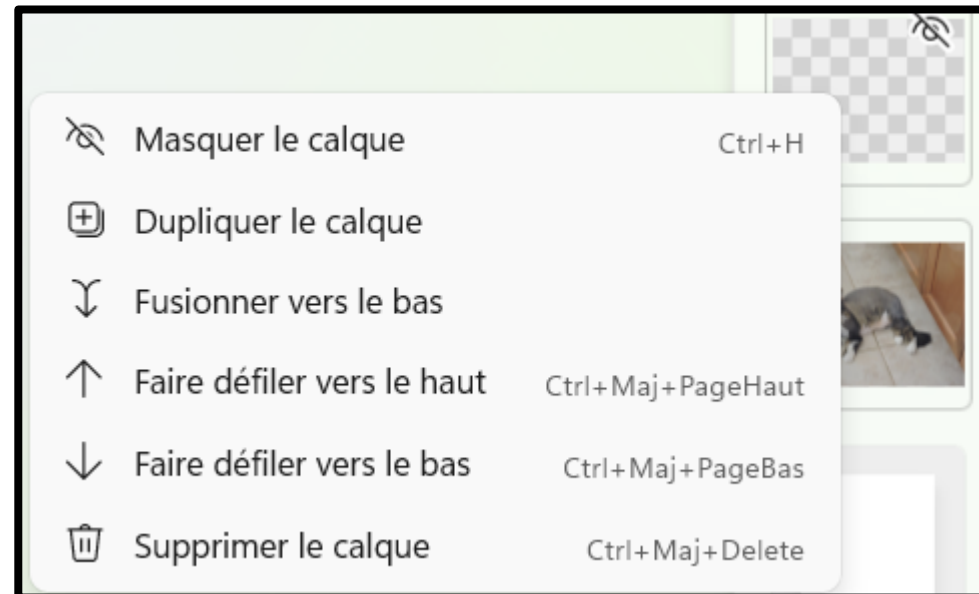 Masquer le calque Ctrl+H
Dupliquer le calque
Fusionner vers le bas
Faire défiler vers le haut Ctrl+Maj+PageHaut
Faire défiler vers le bas Ctrl+Maj+PageBas
Supprimer le calque Ctrl+Maj+Delete